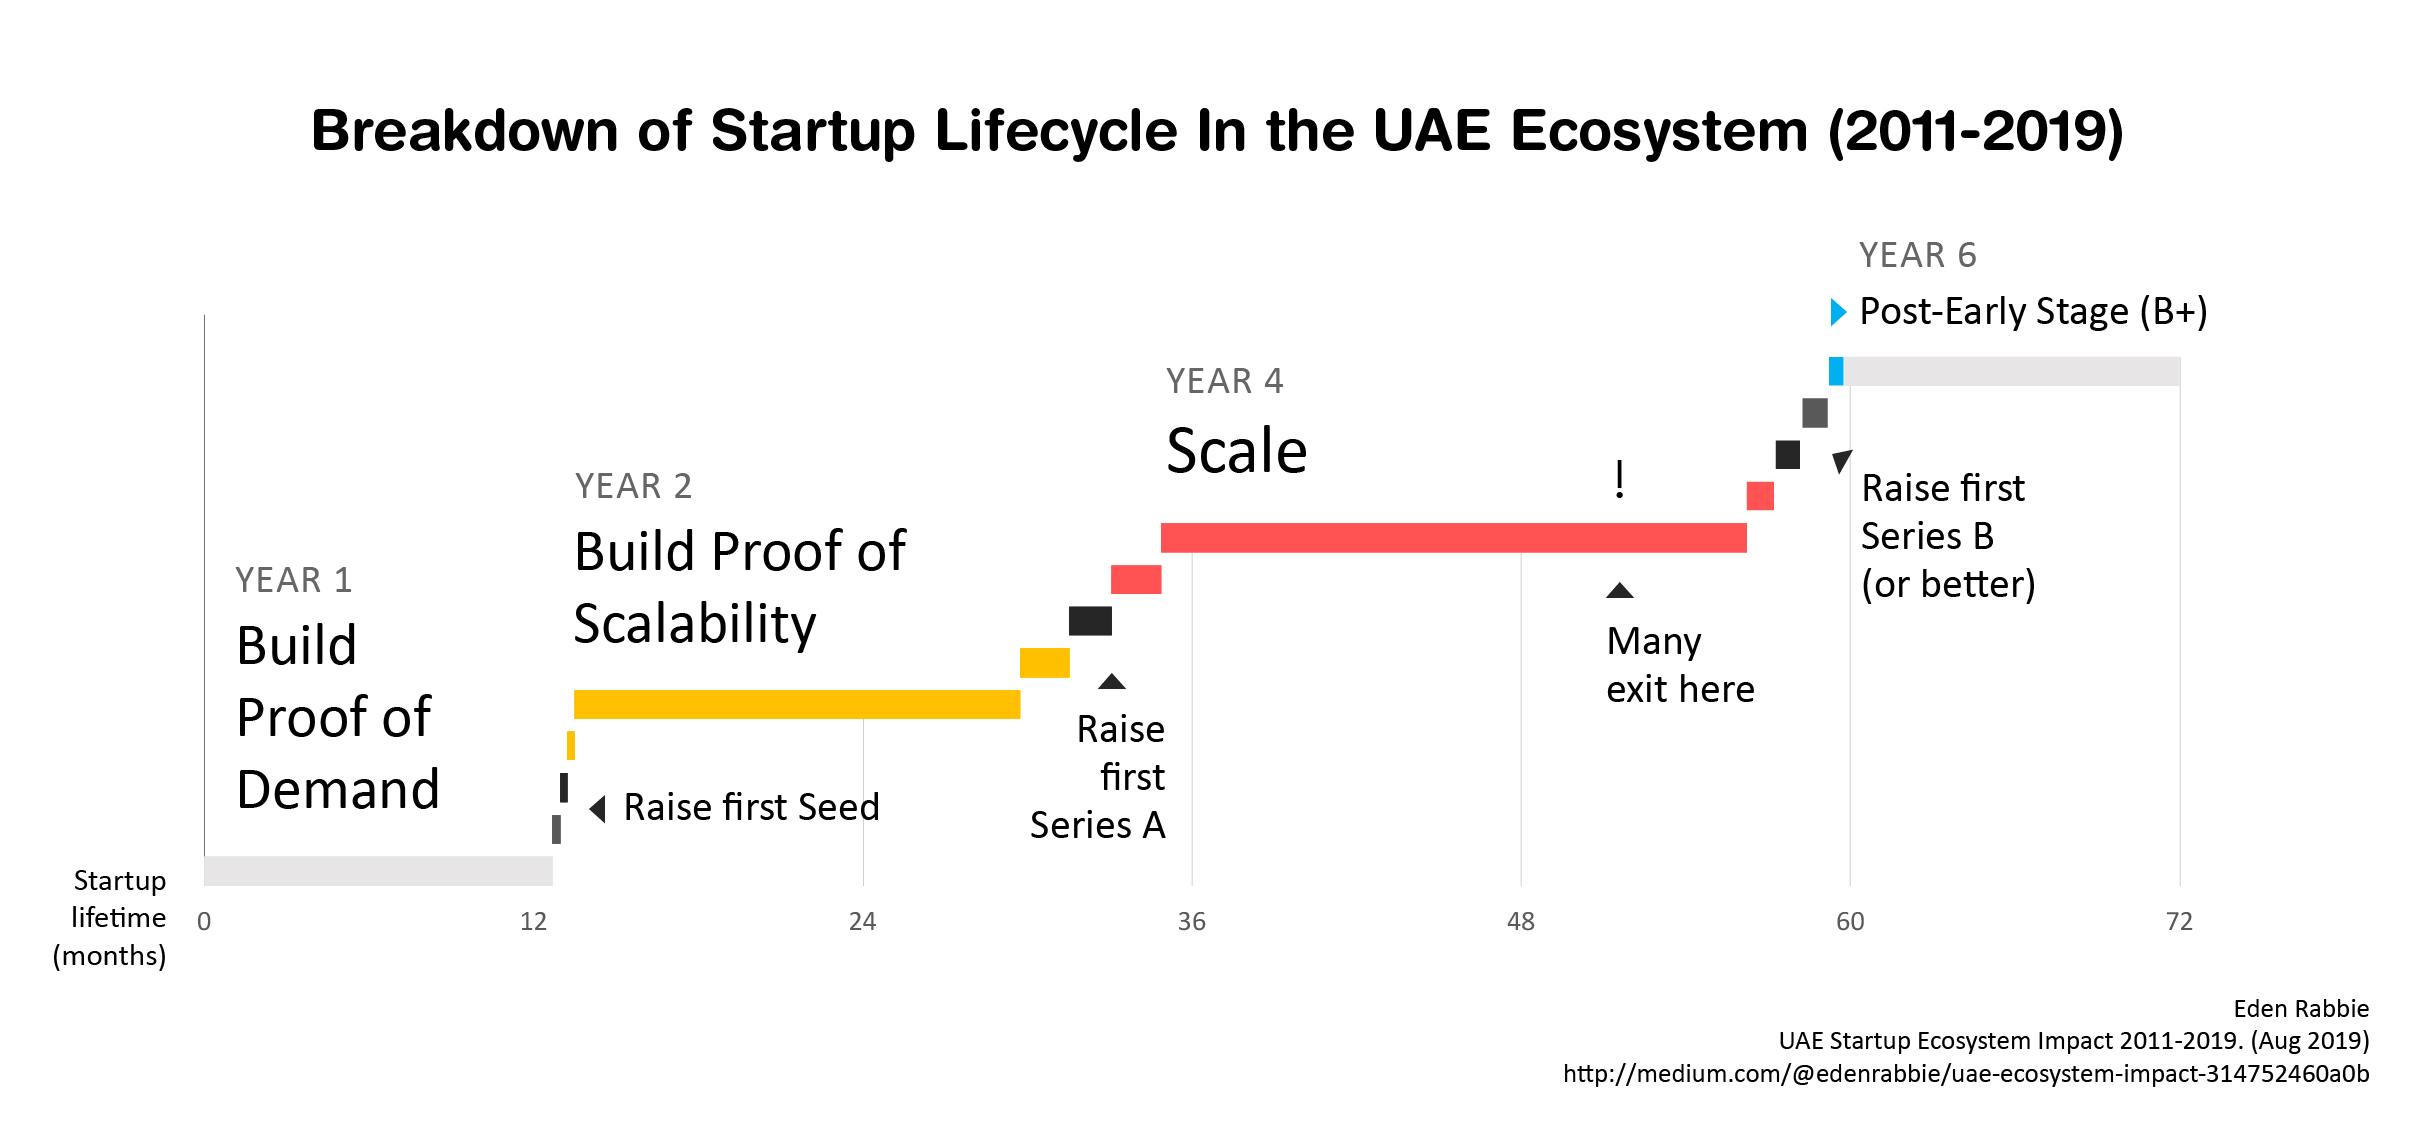 Breakdown of Startup Lifecycle In the UAE Ecosystem (2011-2019)
YEAR 6
Post-Early Stage (B+)
YEAR 4
Scale
!
YEAR 2
Build Proof of
Scalability
YEAR 1
Build
Proof of
Demand
Raise first
Series B
(or better)
Many
exit here
Raise
first
Series A
Raise first Seed
Startup
lifetime
(months)
0
12
24
36
48
60
72
Eden Rabbie
UAE Startup Ecosystem Impact 2011-2019. (Aug 2019)
http://medium.com/@edenrabbie/uae-ecosystem-impact-314752460a0b